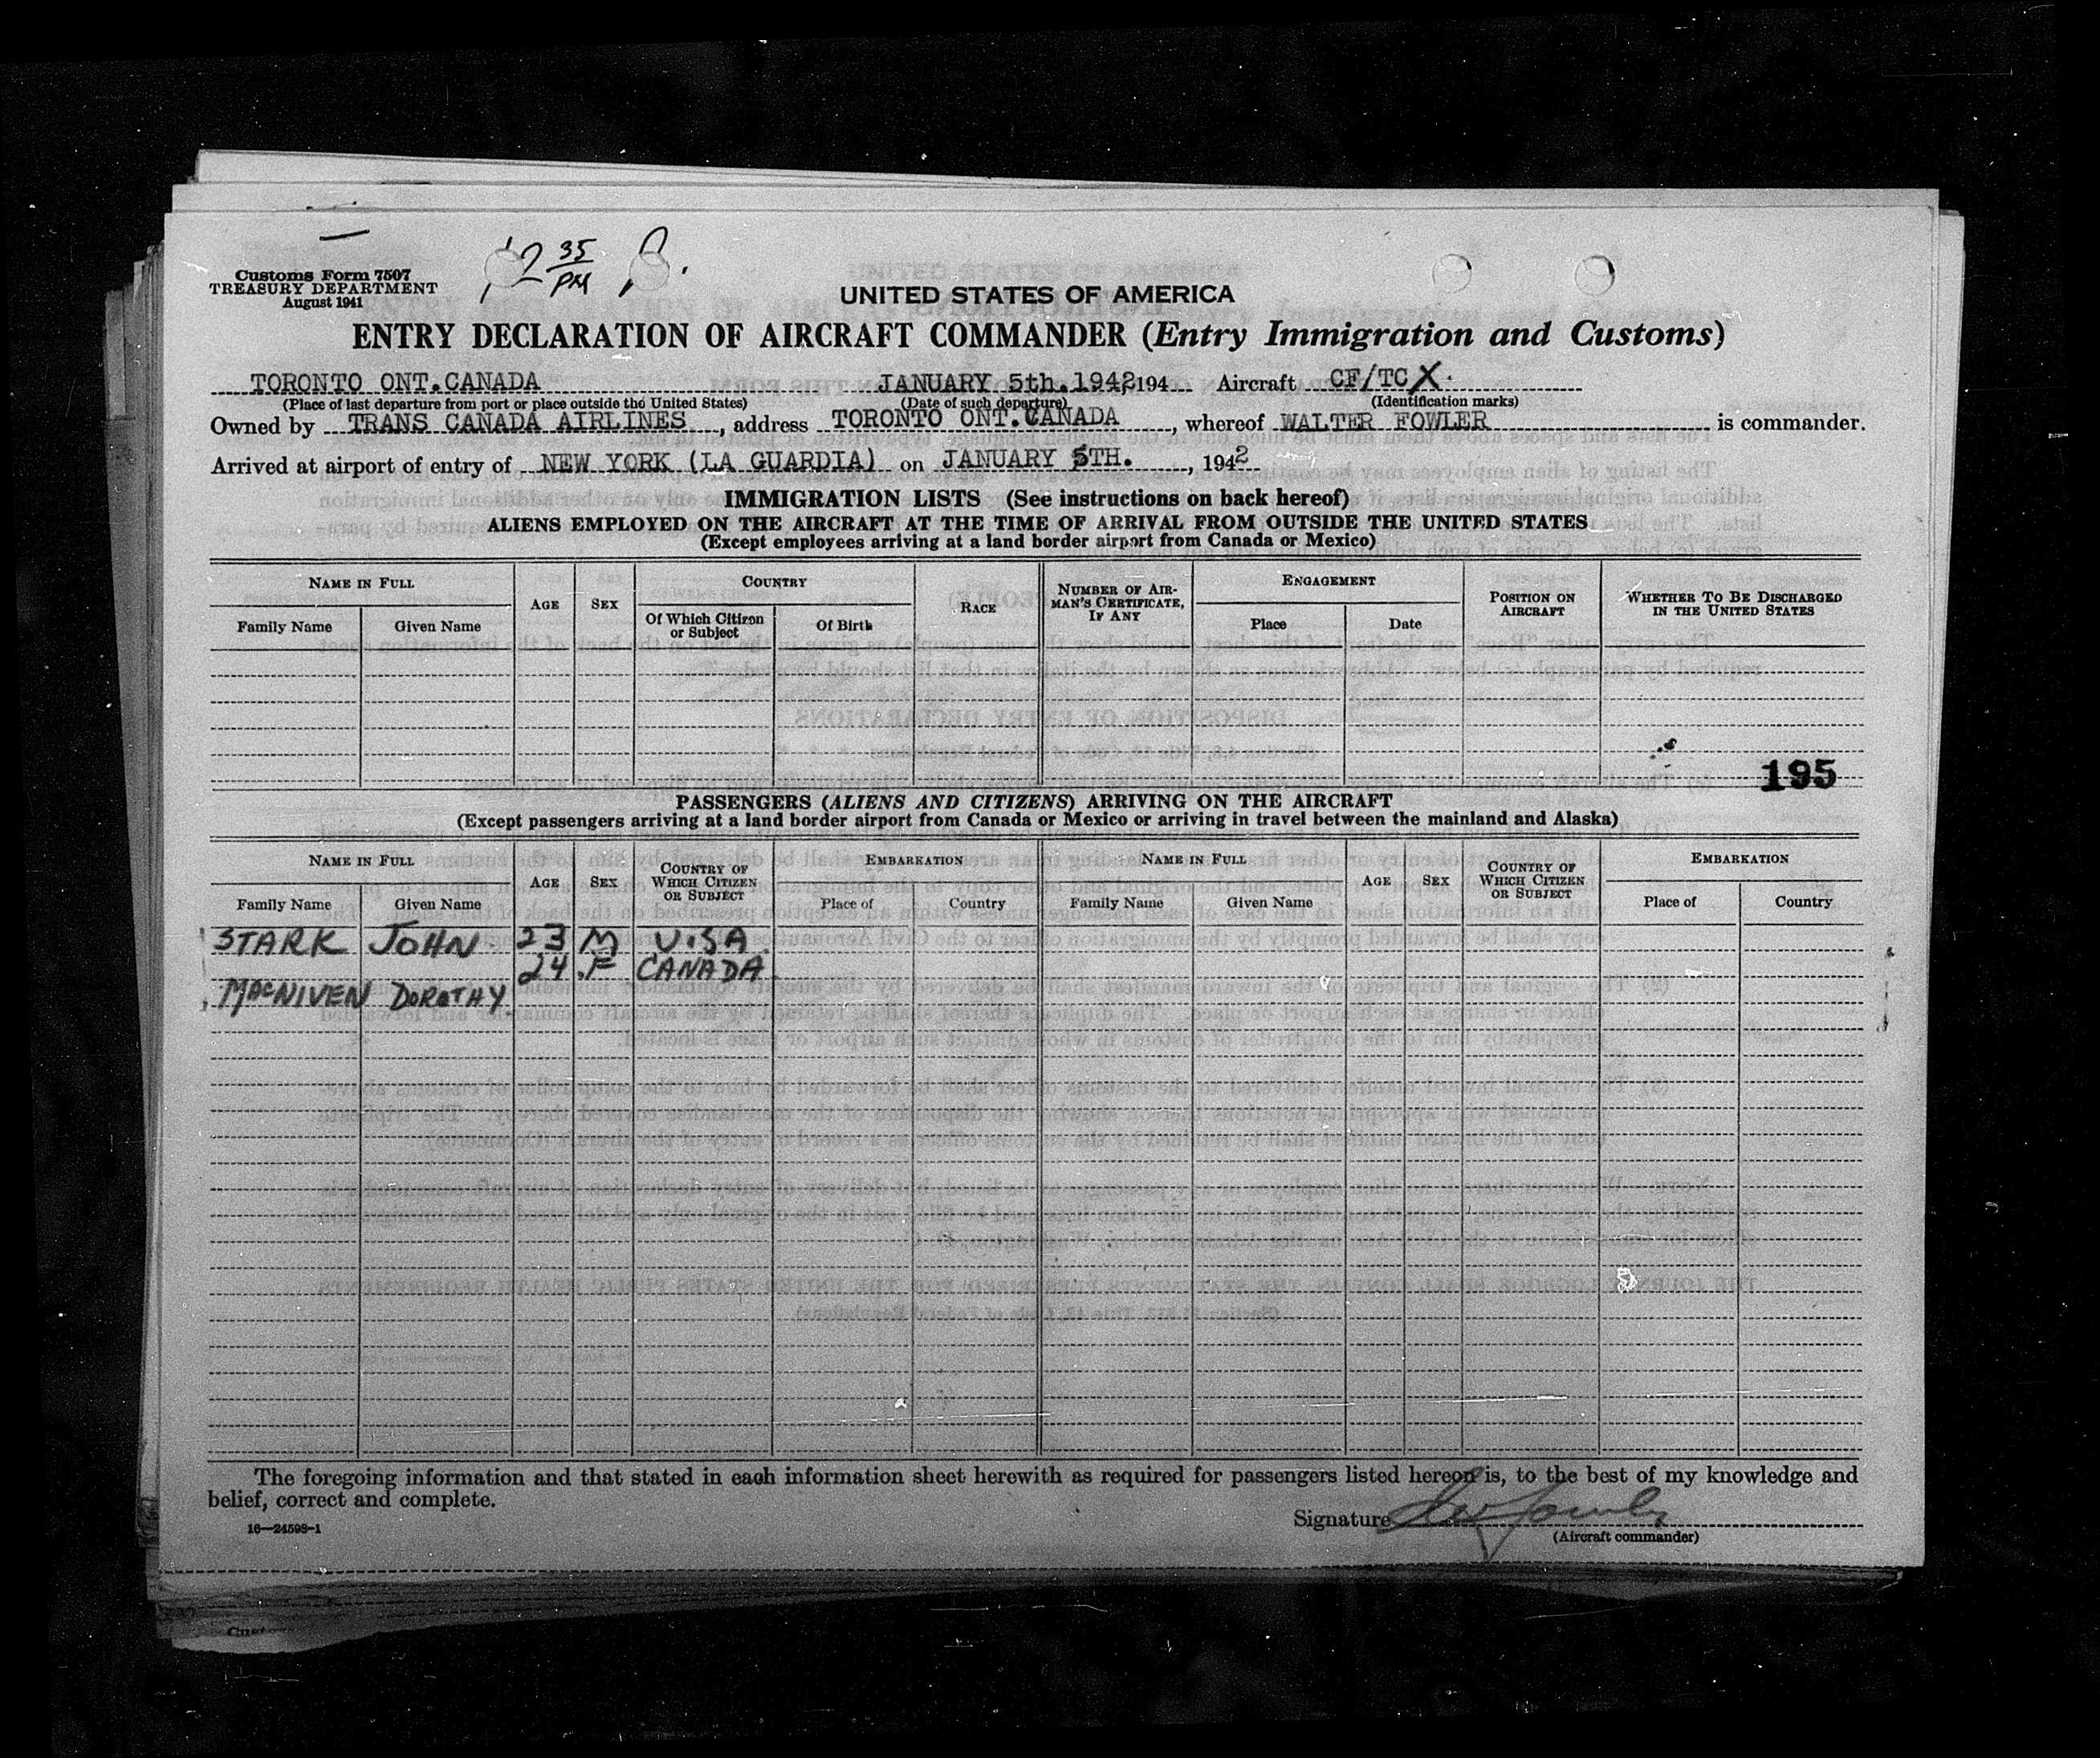 12 35 PM
Customs Form 7507
TREASURY DEPARTMENT
August 1941
UNITED STATES OF AMERICA
ENTRY DECLARATION OF AIRCRAFT COMMANDER (Entry Immigration and Customs)
TORONTO ONT. CANADA JANUARY 5th. 1942, 194 Aircraft CF/TCX.
(Place of last departure from port or place outside the United States) (Date of such departure) (Identification marks)
Owned by TRANS CANADA AIRLINES, address TORONTO ONT. CANADA, whereof WALTER FOWLER is commander.
Arrived at airport of entry of NEW YORK (LA GUARDIA) on JANUARY 5TH., 1942
IMMIGRATION LISTS (See instructions on back hereof)
ALIENS EMPLOYED ON THE AIRCRAFT AT THE TIME OF ARRIVAL FROM OUTSIDE THE UNITED STATES
(Except employees arriving at a land border airport from Canada or Mexico)
NAME IN FULL AGE SEX COUNTRY RACE NUMBER OF AIRMAN'S CERTIFICATE, IF ANY ENGAGEMENT POSITION ON AIRCRAFT WHETHER TO BE DISCHARGED IN THE UNITED STATES
Family Name Given Name Of Which Citizen or Subject Of Birth Place Date
195
PASSENGERS (ALIENS AND CITIZENS) ARRIVING ON THE AIRCRAFT
(Except passengers arriving at a land border airport from Canada or Mexico or arriving in travel between the mainland and Alaska)
NAME IN FULL AGE SEX COUNTRY OF WHICH CITIZEN OR SUBJECT EMBARKATION NAME IN FULL AGE SEX COUNTRY OF WHICH CITIZEN OR SUBJECT EMBARKATION
Family Name Given Name Place of Country Family Name Given Name Place of Country
STARK JOHN 23 M U.S.A.
24 F CANADA
MACNIVEN DOROTHY
The foregoing information and that stated in each information sheet herewith as required for passengers listed hereon is, to the best of my knowledge and
belief, correct and complete.
16—24598-1
Signature W Fowler
(Aircraft commander)